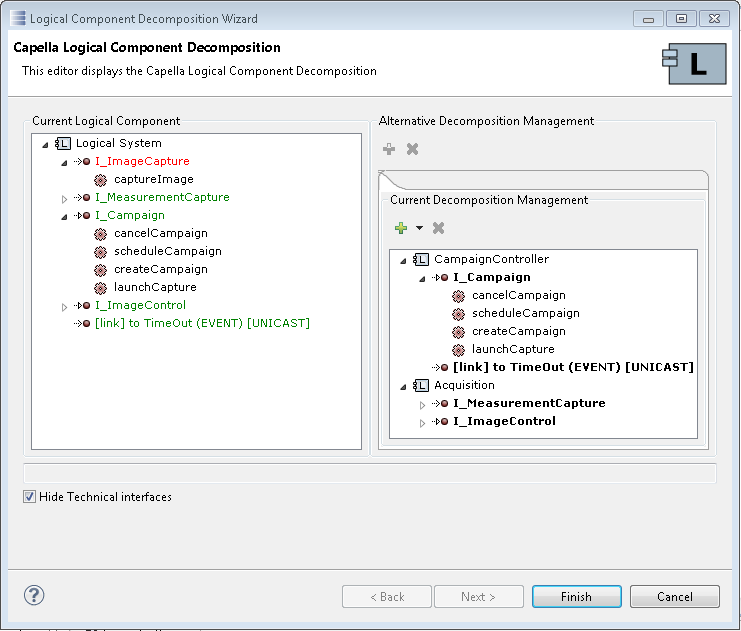 Logical Component Decomposition Wizard
Capella Logical Component Decomposition
This editor displays the Capella Logical Component Decomposition
L
Current Logical Component
L Logical System
I_ImageCapture
captureImage
I_MeasurementCapture
I_Campaign
cancelCampaign
scheduleCampaign
createCampaign
launchCapture
I_ImageControl
[link] to TimeOut (EVENT) [UNICAST]
Alternative Decomposition Management
Current Decomposition Management
L CampaignController
I_Campaign
cancelCampaign
scheduleCampaign
createCampaign
launchCapture
[link] to TimeOut (EVENT) [UNICAST]
L Acquisition
I_MeasurementCapture
I_ImageControl
Hide Technical interfaces
?
< Back
Next >
Finish
Cancel